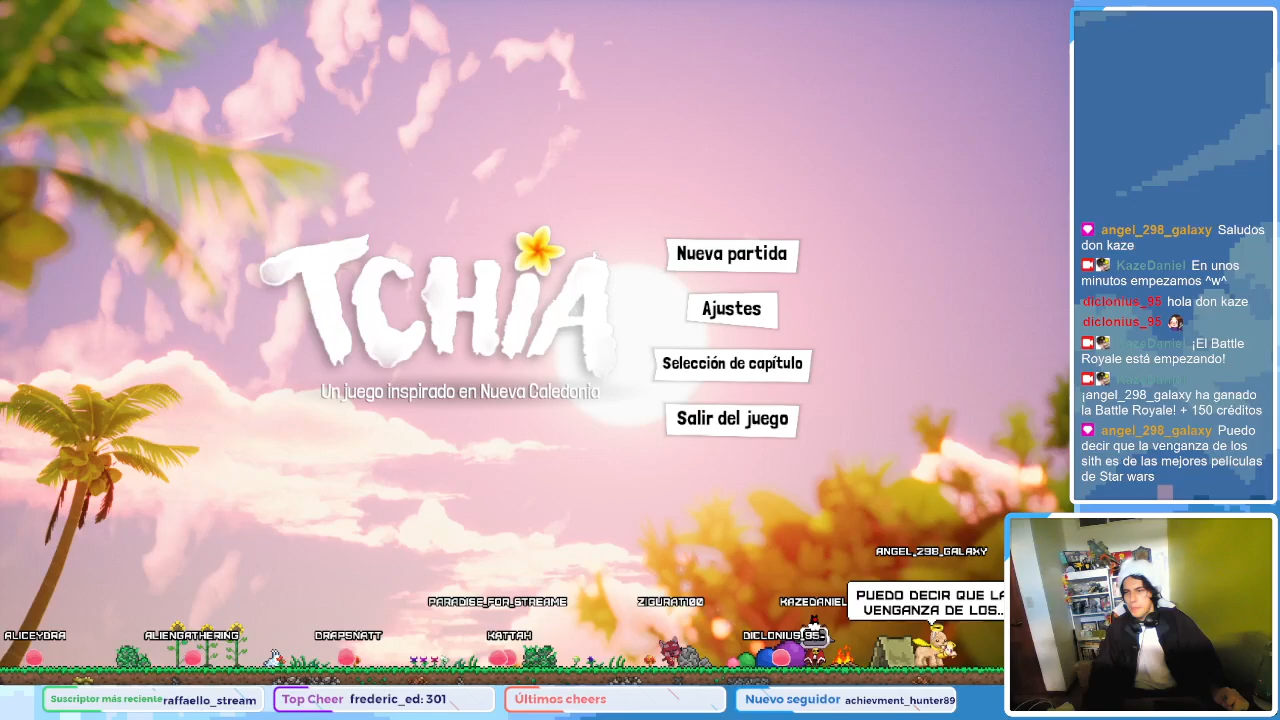 TCHIA
Un juego inspirado en Nueva Caledonia
Nueva partida
Ajustes
Selección de capítulo
Salir del juego
angel_298_galaxy Saludos
don kaze
KazeDaniel En unos
minutos empezamos ^w^
diclonius_95 hola don kaze
diclonius_95
KazeDaniel ¡El Battle
Royale está empezando!
KazeDaniel
¡angel_298_galaxy ha ganado
la Battle Royale! + 150 créditos
angel_298_galaxy Puedo
decir que la venganza de los
sith es de las mejores películas
de Star wars
ANGEL_298_GALAXY
PUEDO DECIR QUE LA
VENGANZA DE LOS...
PARADISE_FOR_STREAME
ZIGURAT100
KAZEDANIEL
ALICEYDRA
ALIENGATHERING
DRAPSNATT
KATTAH
DICLONIUS_95
Suscriptor más reciente raffaello_stream
Top Cheer frederic_ed: 301
Últimos cheers
Nuevo seguidor achievment_hunter89